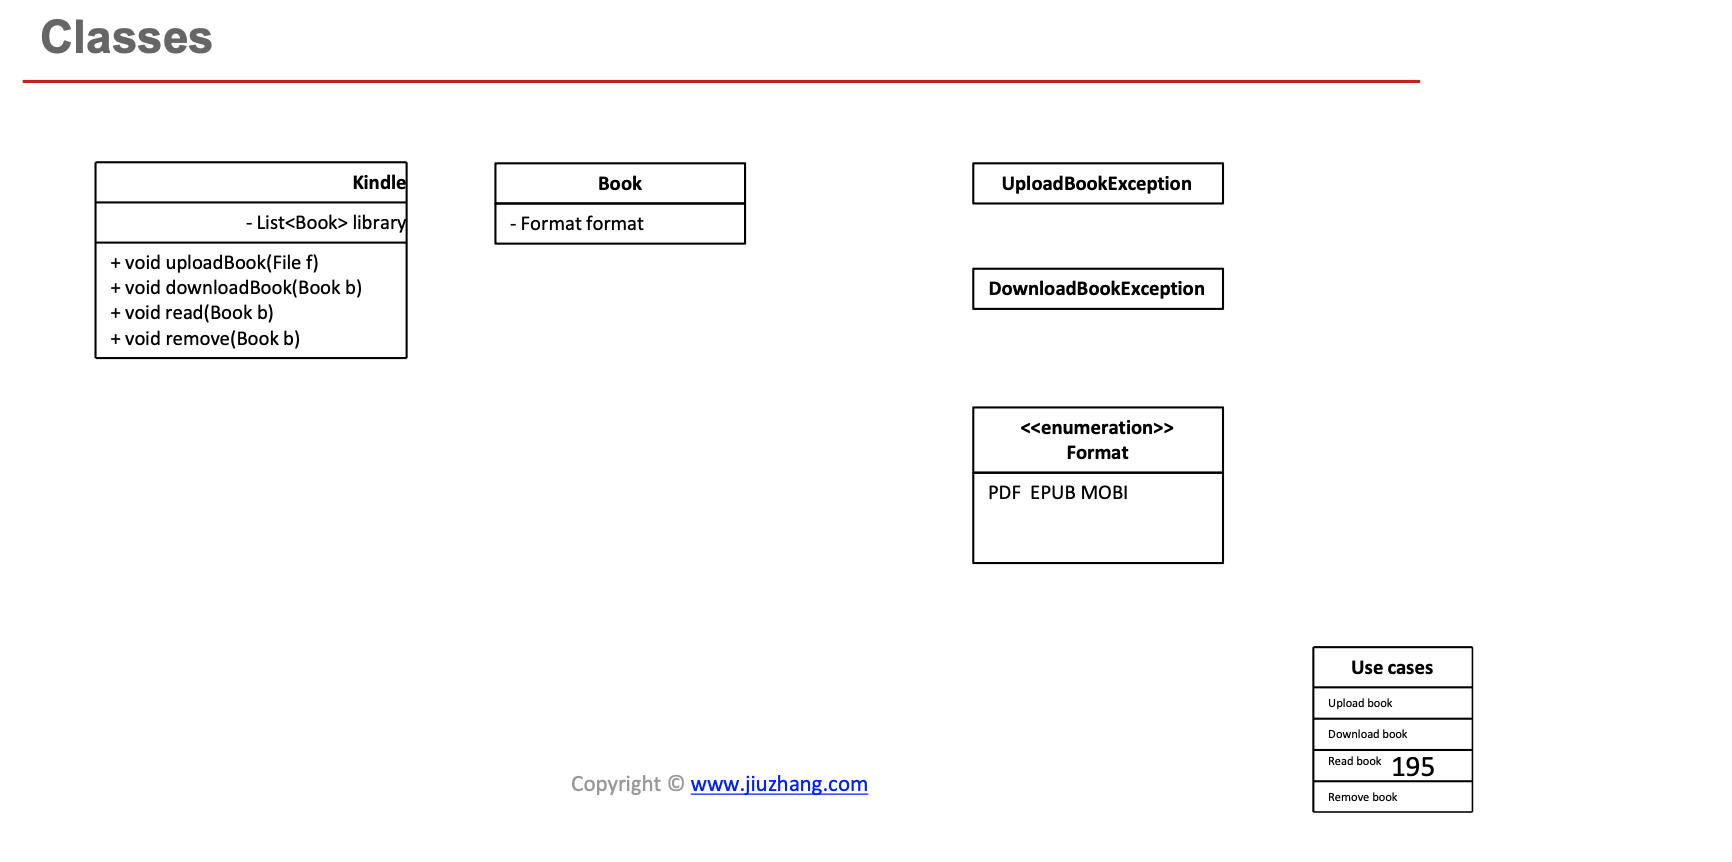 Classes
Kindle
- List<Book> library
+ void uploadBook(File f)
+ void downloadBook(Book b)
+ void read(Book b)
+ void remove(Book b)
Book
- Format format
UploadBookException
DownloadBookException
<<enumeration>>
Format
PDF EPUB MOBI
Use cases
Upload book
Download book
Read book
195
Remove book
Copyright © www.jiuzhang.com